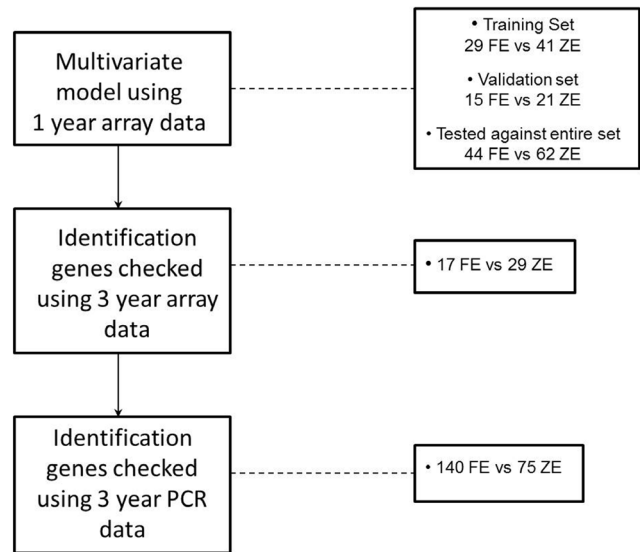 Multivariate
model using
1 year array data
• Training Set
29 FE vs 41 ZE
• Validation set
15 FE vs 21 ZE
• Tested against entire set
44 FE vs 62 ZE
Identification
genes checked
using 3 year array
data
• 17 FE vs 29 ZE
Identification
genes checked
using 3 year PCR
data
• 140 FE vs 75 ZE